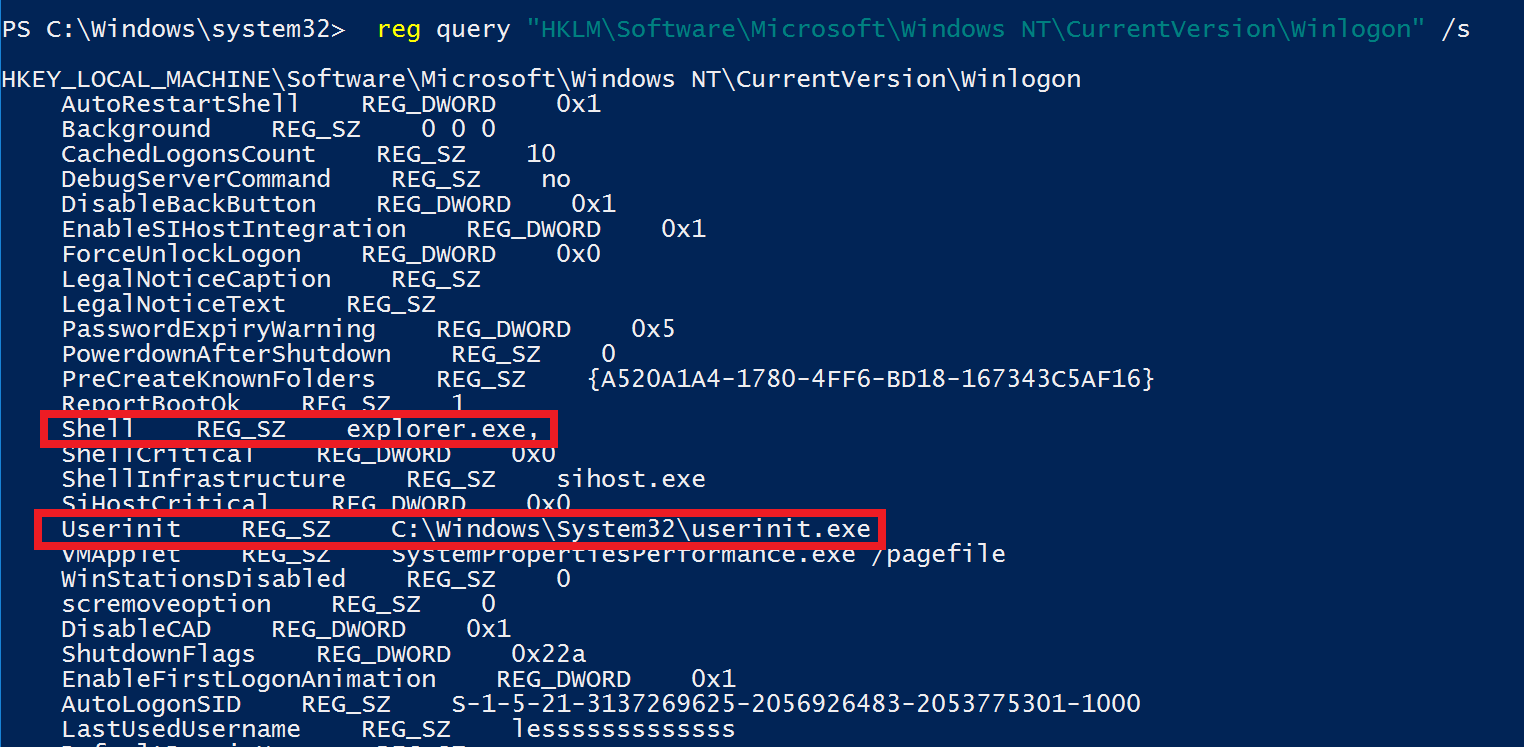 PS C:\Windows\system32> reg query "HKLM\Software\Microsoft\Windows NT\CurrentVersion\Winlogon" /s
HKEY_LOCAL_MACHINE\Software\Microsoft\Windows NT\CurrentVersion\Winlogon
AutoRestartShell REG_DWORD 0x1
Background REG_SZ 0 0 0
CachedLogonsCount REG_SZ 10
DebugServerCommand REG_SZ no
DisableBackButton REG_DWORD 0x1
EnableSIHostIntegration REG_DWORD 0x1
ForceUnlockLogon REG_DWORD 0x0
LegalNoticeCaption REG_SZ
LegalNoticeText REG_SZ
PasswordExpiryWarning REG_DWORD 0x5
PowerdownAfterShutdown REG_SZ 0
PreCreateKnownFolders REG_SZ {A520A1A4-1780-4FF6-BD18-167343C5AF16}
ReportBootOk REG_SZ 1
Shell REG_SZ explorer.exe,
ShellCritical REG_DWORD 0x0
ShellInfrastructure REG_SZ sihost.exe
SiHostCritical REG_DWORD 0x0
Userinit REG_SZ C:\Windows\System32\userinit.exe
VMApplet REG_SZ SystemPropertiesPerformance.exe /pagefile
WinStationsDisabled REG_SZ 0
scremoveoption REG_SZ 0
DisableCAD REG_DWORD 0x1
ShutdownFlags REG_DWORD 0x22a
EnableFirstLogonAnimation REG_DWORD 0x1
AutoLogonSID REG_SZ S-1-5-21-3137269625-2056926483-2053775301-1000
LastUsedUsername REG_SZ lesssssssssssss